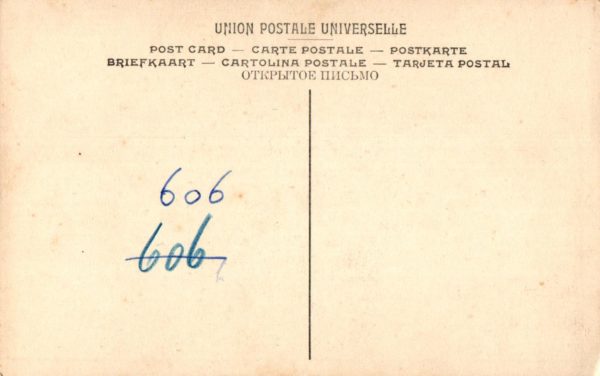 UNION POSTALE UNIVERSELLE
POST CARD — CARTE POSTALE — POSTKARTE
BRIEFKAART — CARTOLINA POSTALE — TARJETA POSTAL
ОТКРЫТОЕ ПИСЬМО
606
606